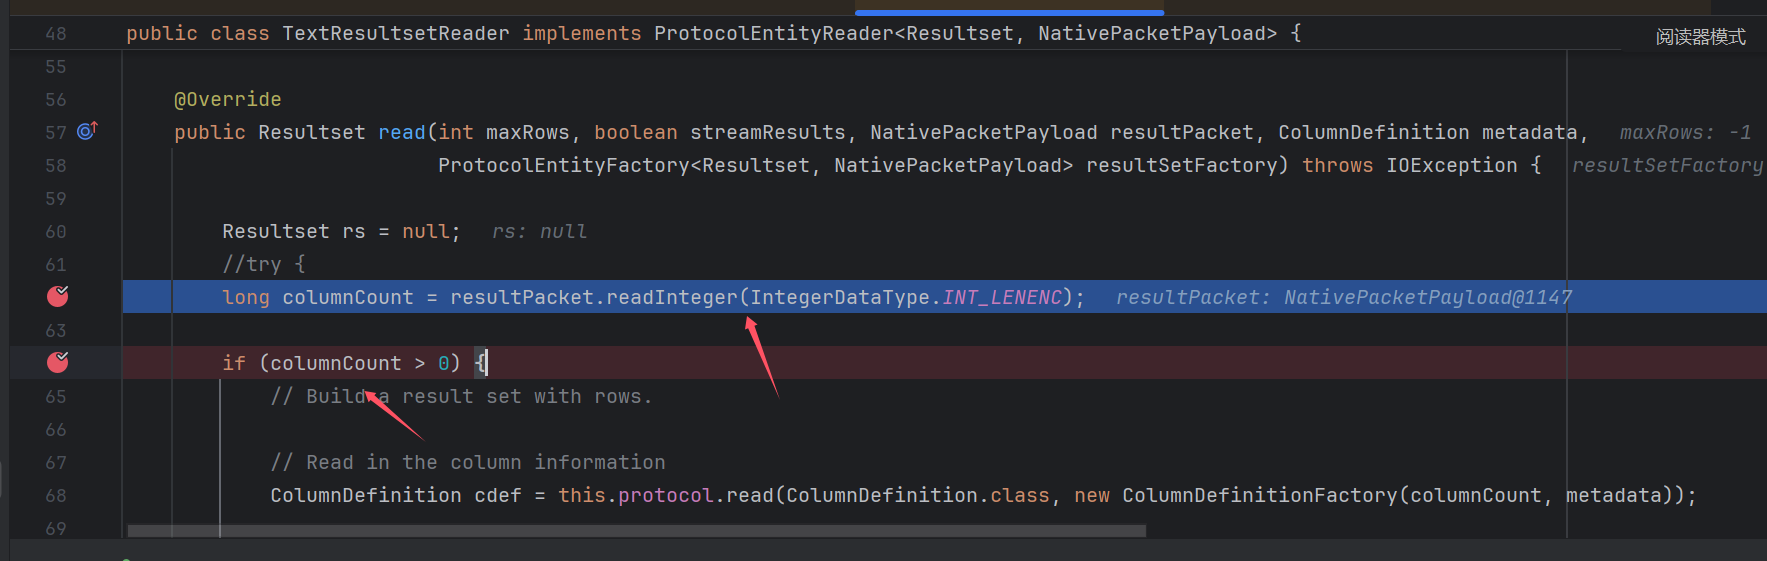 48 public class TextResultsetReader implements ProtocolEntityReader<Resultset, NativePacketPayload> { 阅读器模式
55
56 @Override
57 public Resultset read(int maxRows, boolean streamResults, NativePacketPayload resultPacket, ColumnDefinition metadata, maxRows: -1
58 ProtocolEntityFactory<Resultset, NativePacketPayload> resultSetFactory) throws IOException { resultSetFactory
59
60 Resultset rs = null; rs: null
61 //try {
long columnCount = resultPacket.readInteger(IntegerDataType.INT_LENENC); resultPacket: NativePacketPayload@1147
63
if (columnCount > 0) {
65 // Build a result set with rows.
66
67 // Read in the column information
68 ColumnDefinition cdef = this.protocol.read(ColumnDefinition.class, new ColumnDefinitionFactory(columnCount, metadata));
69